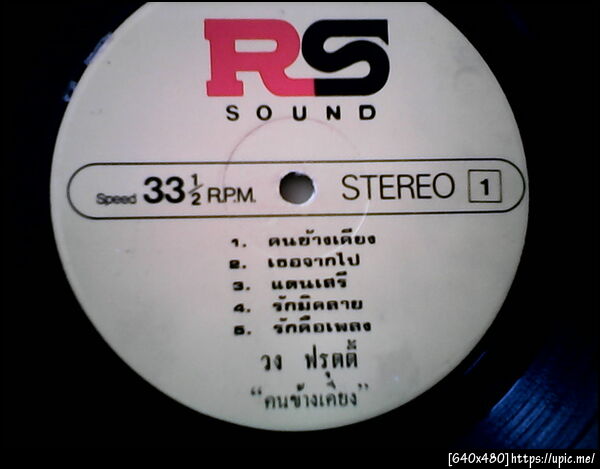 RS
SOUND
Speed 33 1/2 R.P.M. STEREO 1
1. คนข้างเคียง
2. เธอจากไป
3. แดนเสรี
4. รักมิคลาย
5. รักคือเพลง
วง ฟรุตตี้
“คนข้างเคียง”
[640x480]https://upic.me/